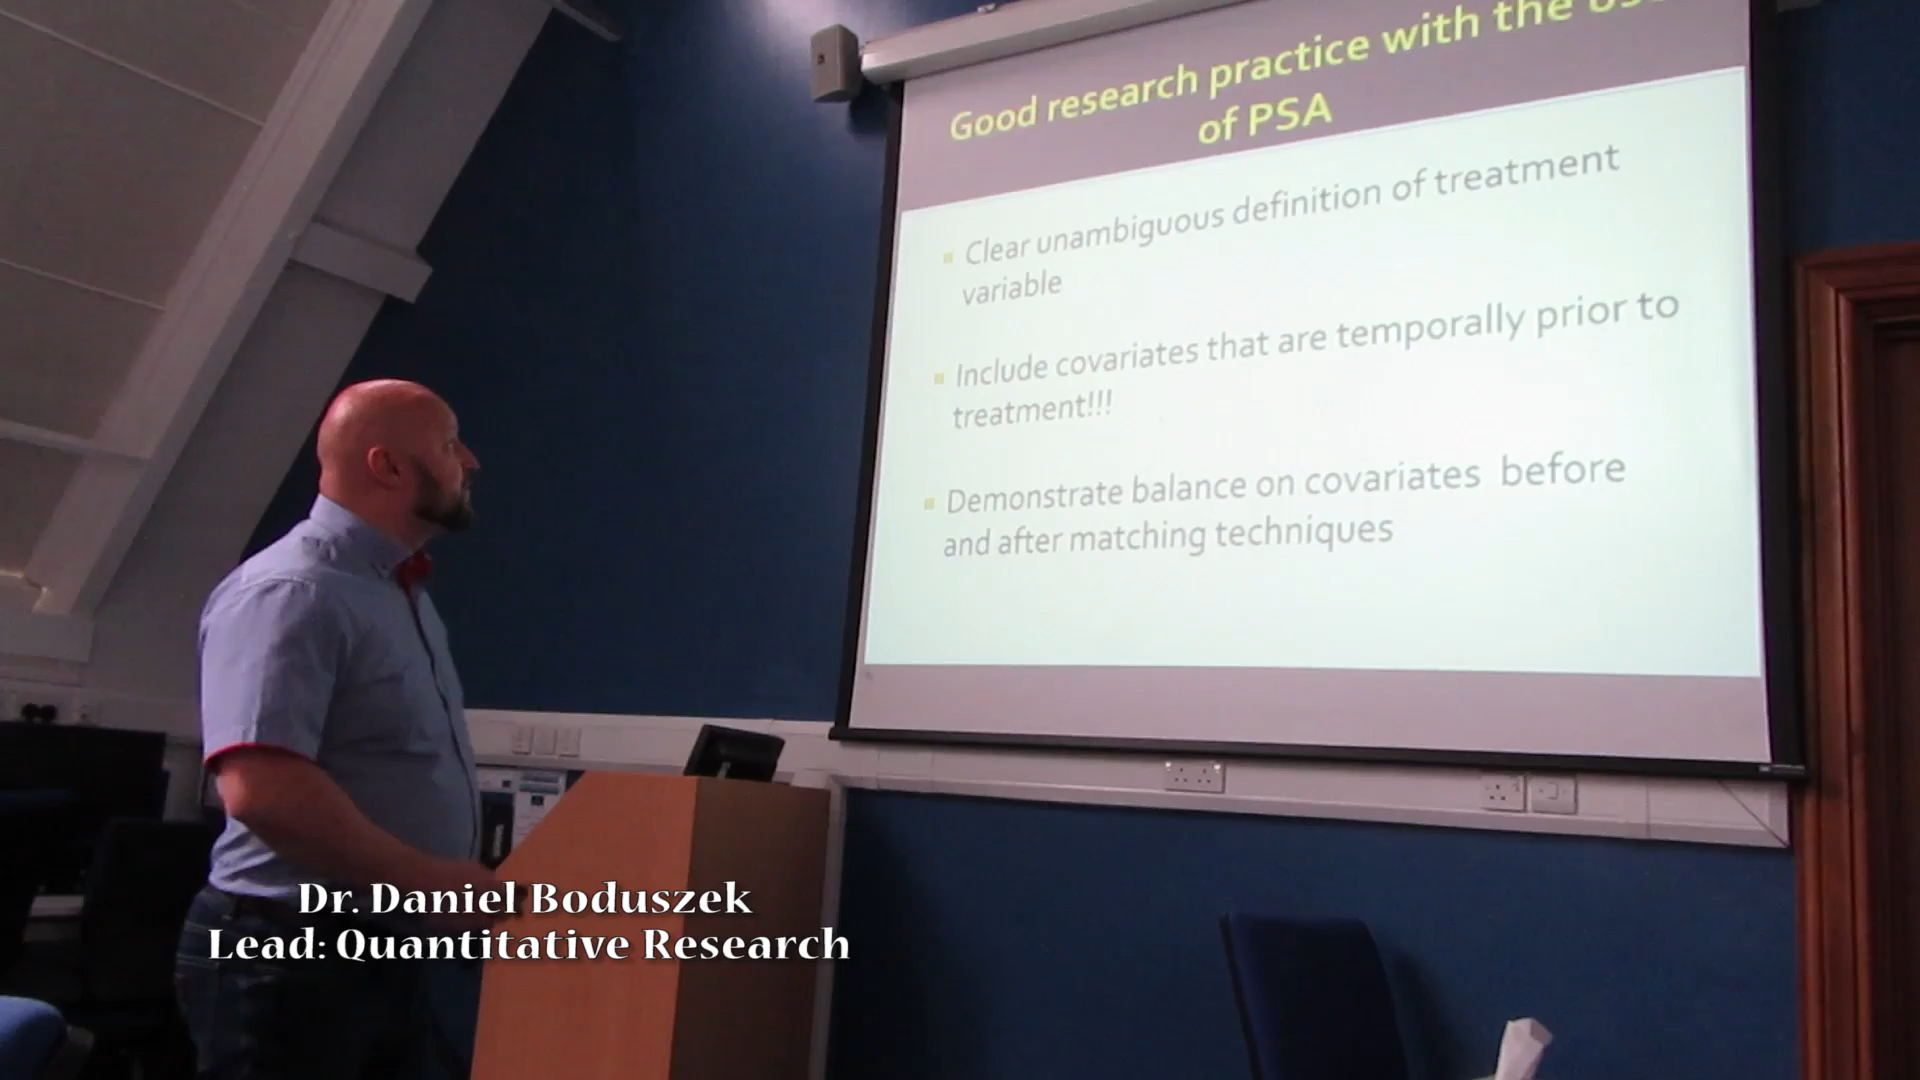 Good research practice with the
of PSA
Clear unambiguous definition of treatment
variable
Include covariates that are temporally prior to
treatment!!!
Demonstrate balance on covariates before
and after matching techniques
Dr. Daniel Boduszek
Lead: Quantitative Research